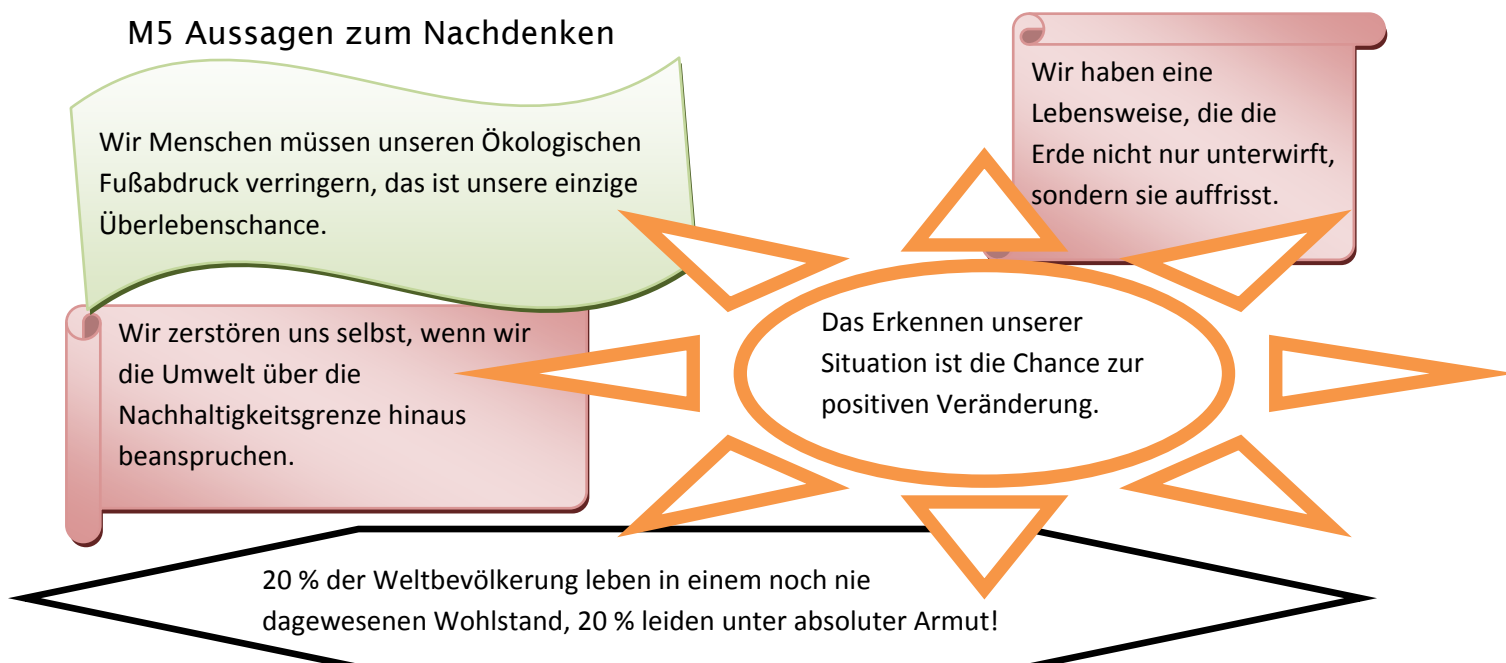 M5 Aussagen zum Nachdenken
Wir Menschen müssen unseren Ökologischen
Fußabdruck verringern, das ist unsere einzige
Überlebenschance.
Wir haben eine
Lebensweise, die die
Erde nicht nur unterwirft,
sondern sie auffrisst.
Wir zerstören uns selbst, wenn wir
die Umwelt über die
Nachhaltigkeitsgrenze hinaus
beanspruchen.
Das Erkennen unserer
Situation ist die Chance zur
positiven Veränderung.
20 % der Weltbevölkerung leben in einem noch nie
dagewesenen Wohlstand, 20 % leiden unter absoluter Armut!